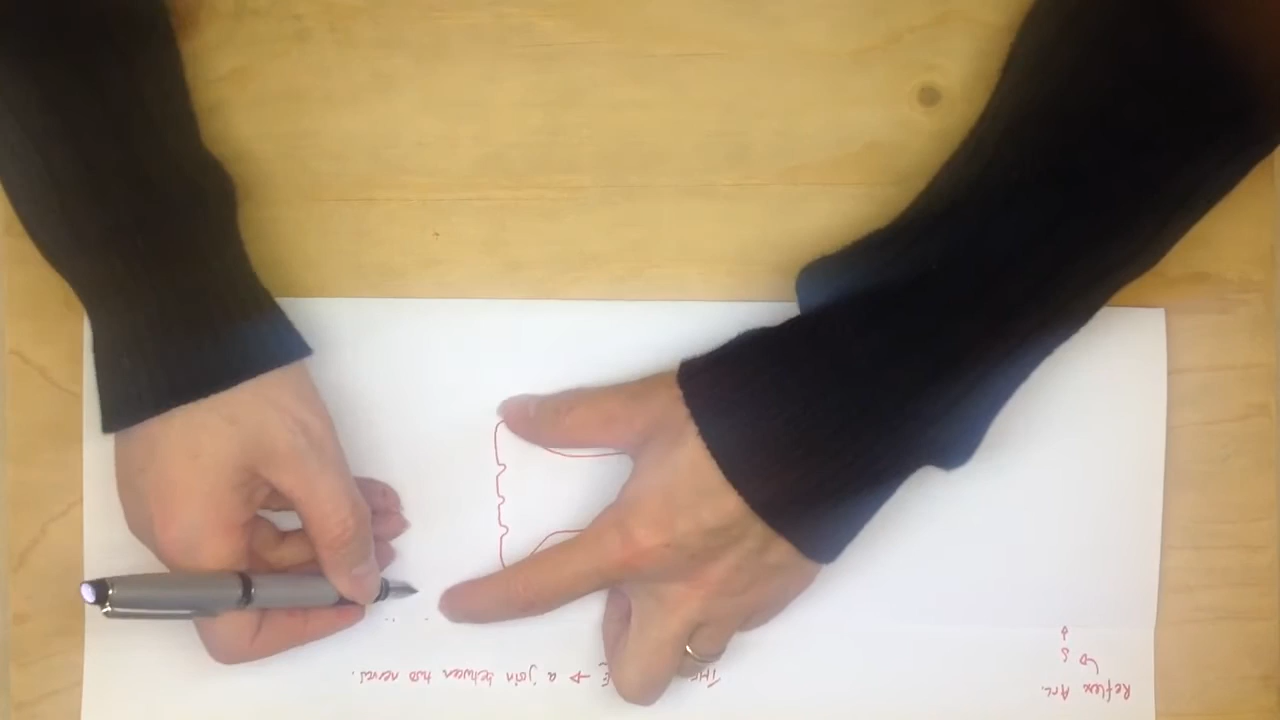 Reflex Arc.
↳ S
THE
E → a join between two nerves.